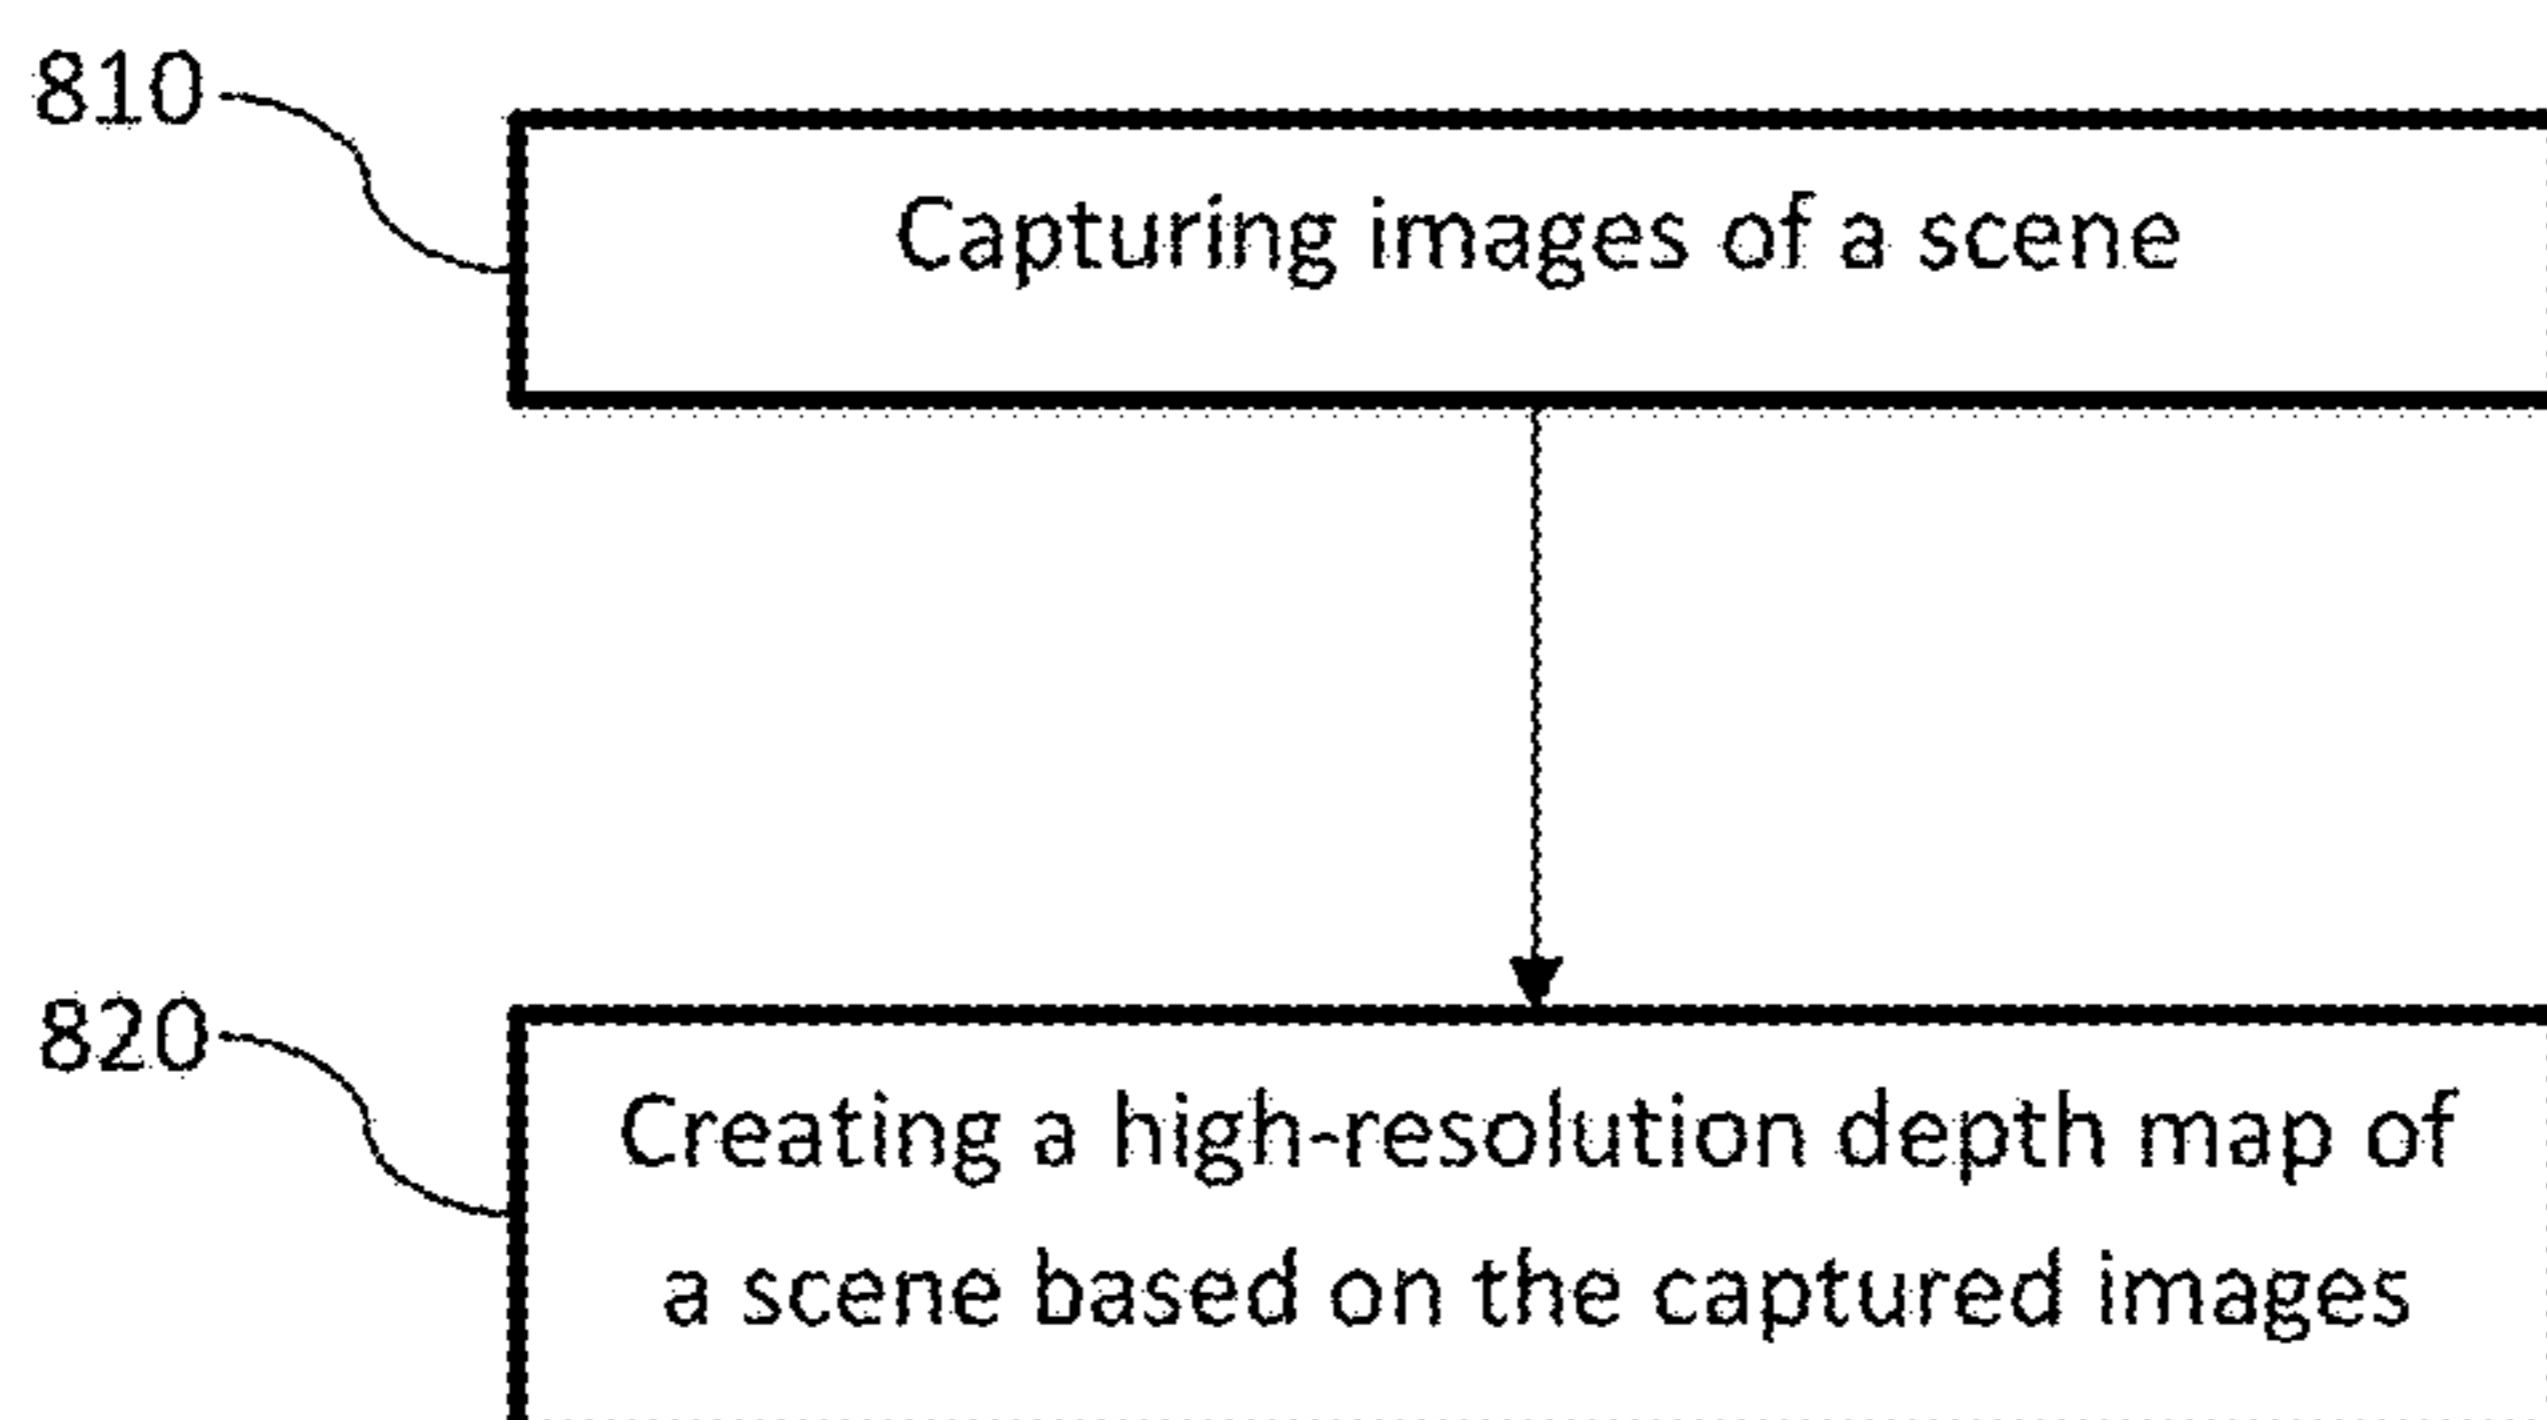 810
Capturing images of a scene
820
Creating a high-resolution depth map of
a scene based on the captured images